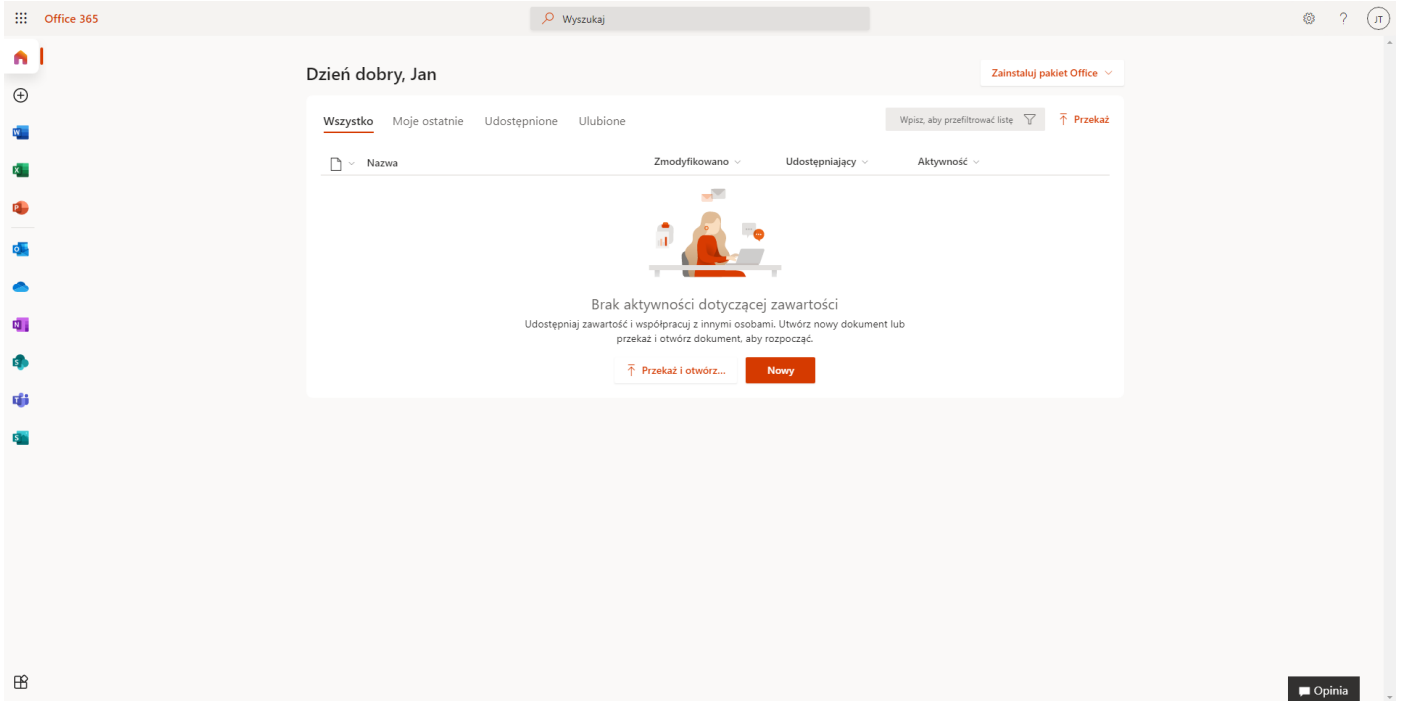 Office 365
Wyszukaj
?
JT
Dzień dobry, Jan
Zainstaluj pakiet Office
Wszystko Moje ostatnie Udostępnione Ulubione
Wpisz, aby przefiltrować listę
Przekaż
Nazwa Zmodyfikowano Udostępniający Aktywność
Brak aktywności dotyczącej zawartości
Udostępniaj zawartość i współpracuj z innymi osobami. Utwórz nowy dokument lub
przekaż i otwórz dokument, aby rozpocząć.
Przekaż i otwórz...
Nowy
Opinia